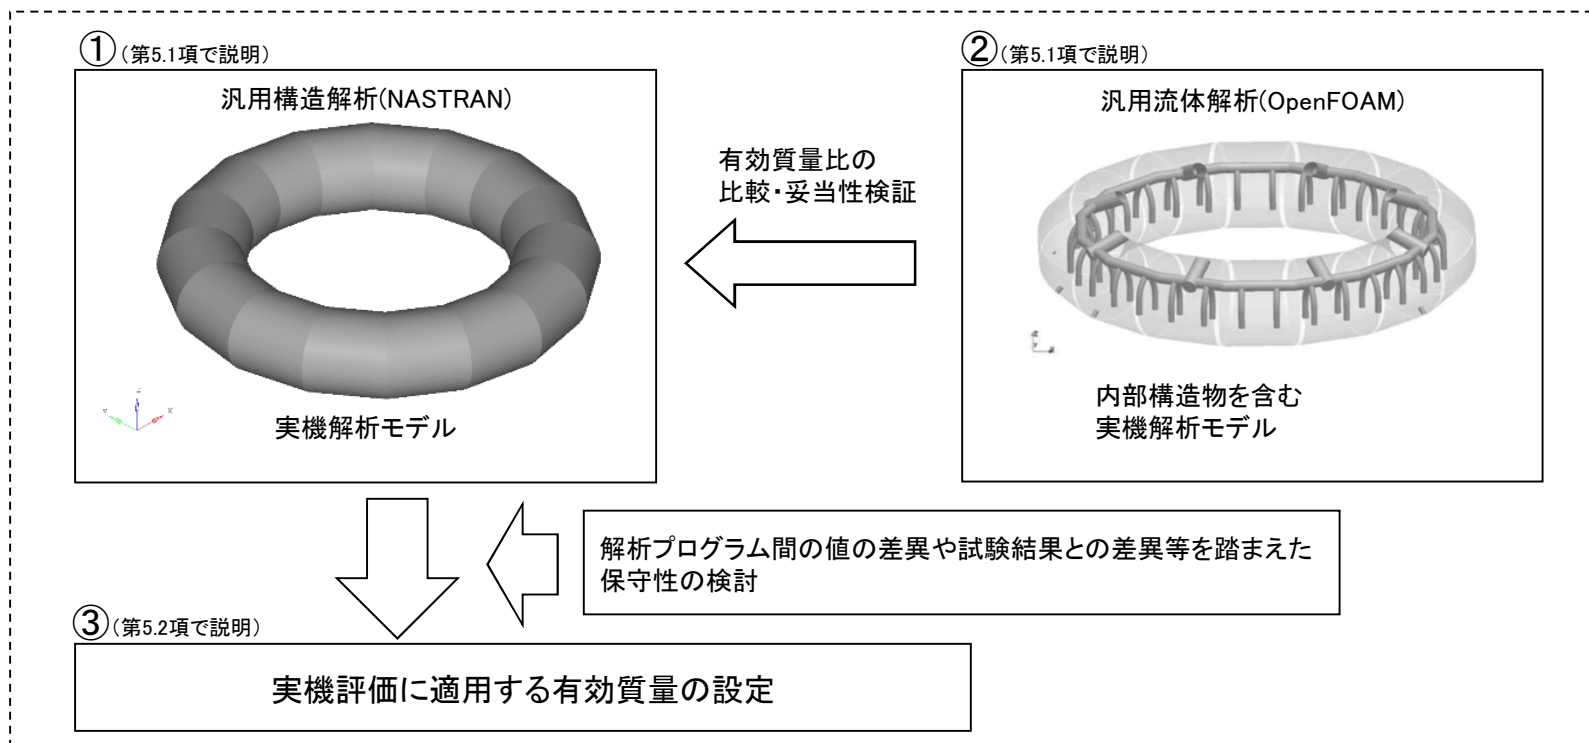 ①(第5.1項で説明)
汎用構造解析(NASTRAN)
実機解析モデル
有効質量比の
比較・妥当性検証
②(第5.1項で説明)
汎用流体解析(OpenFOAM)
内部構造物を含む
実機解析モデル
解析プログラム間の値の差異や試験結果との差異等を踏まえた
保守性の検討
③(第5.2項で説明)
実機評価に適用する有効質量の設定